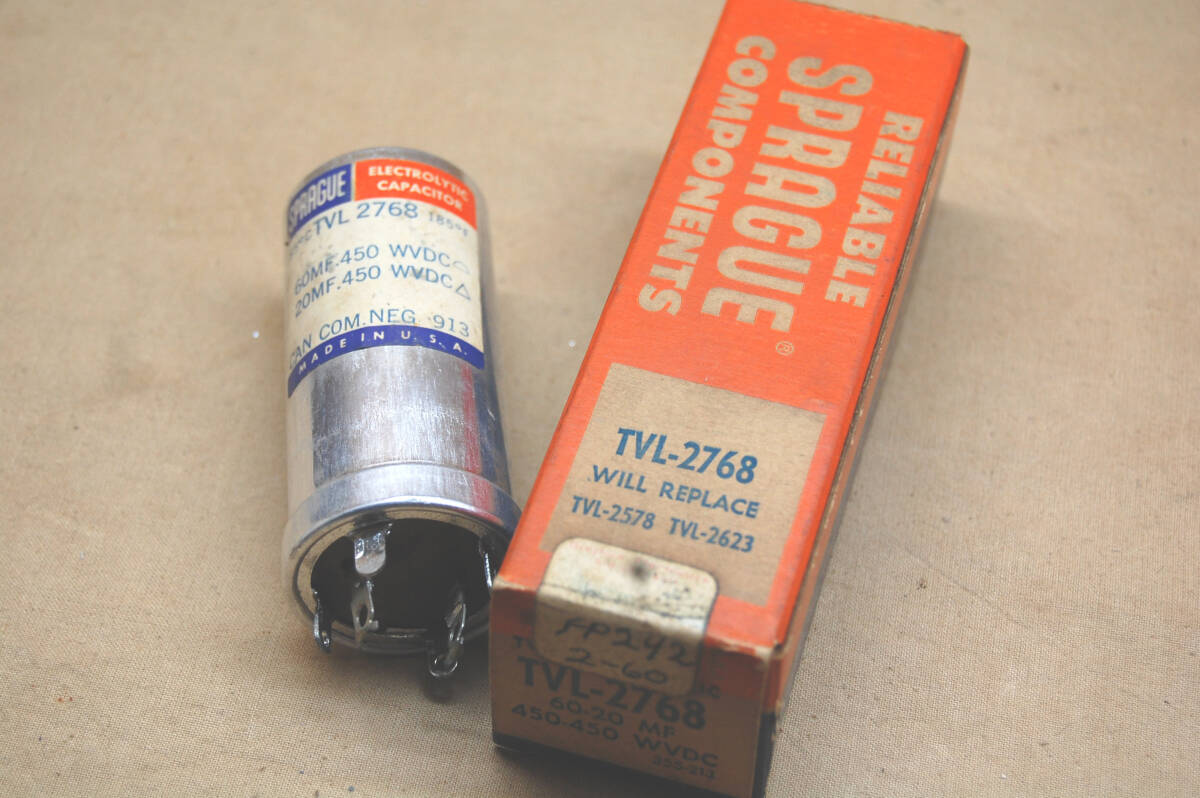 SPRAGUE
ELECTROLYTIC
CAPACITOR
TVL 2768 185°F
60MF.450 WVDC
20MF.450 WVDC △
CAN COM.NEG. 913
MADE IN U.S.A.
RELIABLE
SPRAGUE®
COMPONENTS
TVL-2768
WILL REPLACE
TVL-2578 TVL-2623
FP242
2-60
TVL-2768
60-20 MF
450-450 WVDC